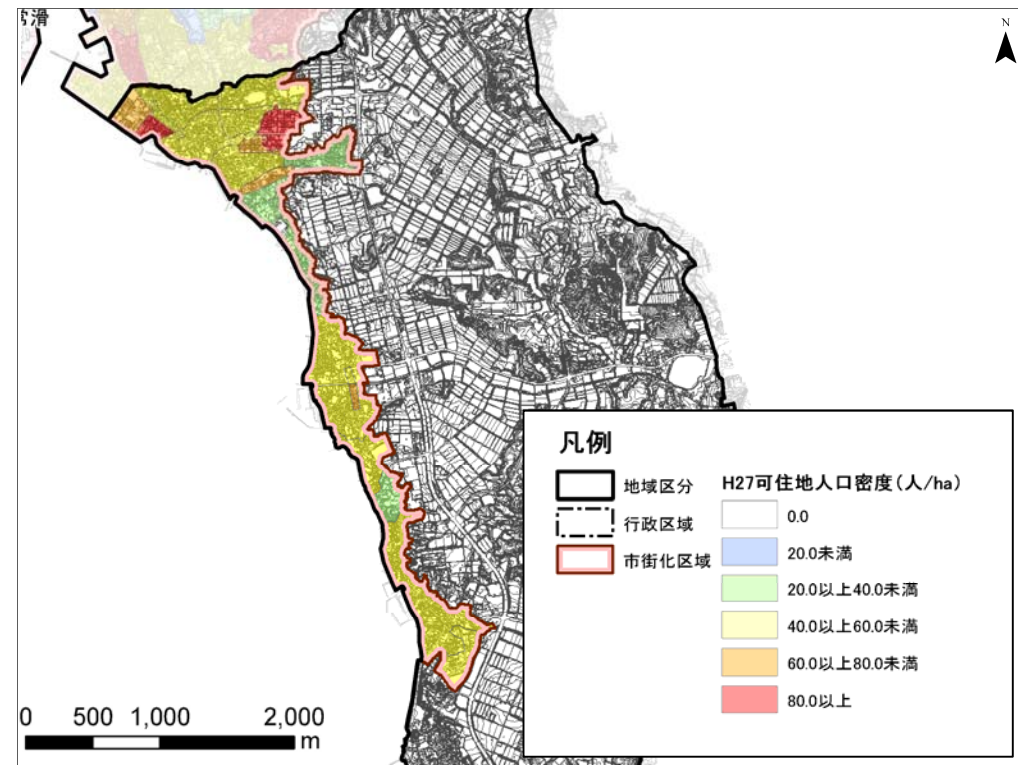 常滑
N
凡例
地域区分
行政区域
市街化区域
H27可住地人口密度(人/ha)
0.0
20.0未満
20.0以上40.0未満
40.0以上60.0未満
60.0以上80.0未満
80.0以上
0 500 1,000 2,000
m